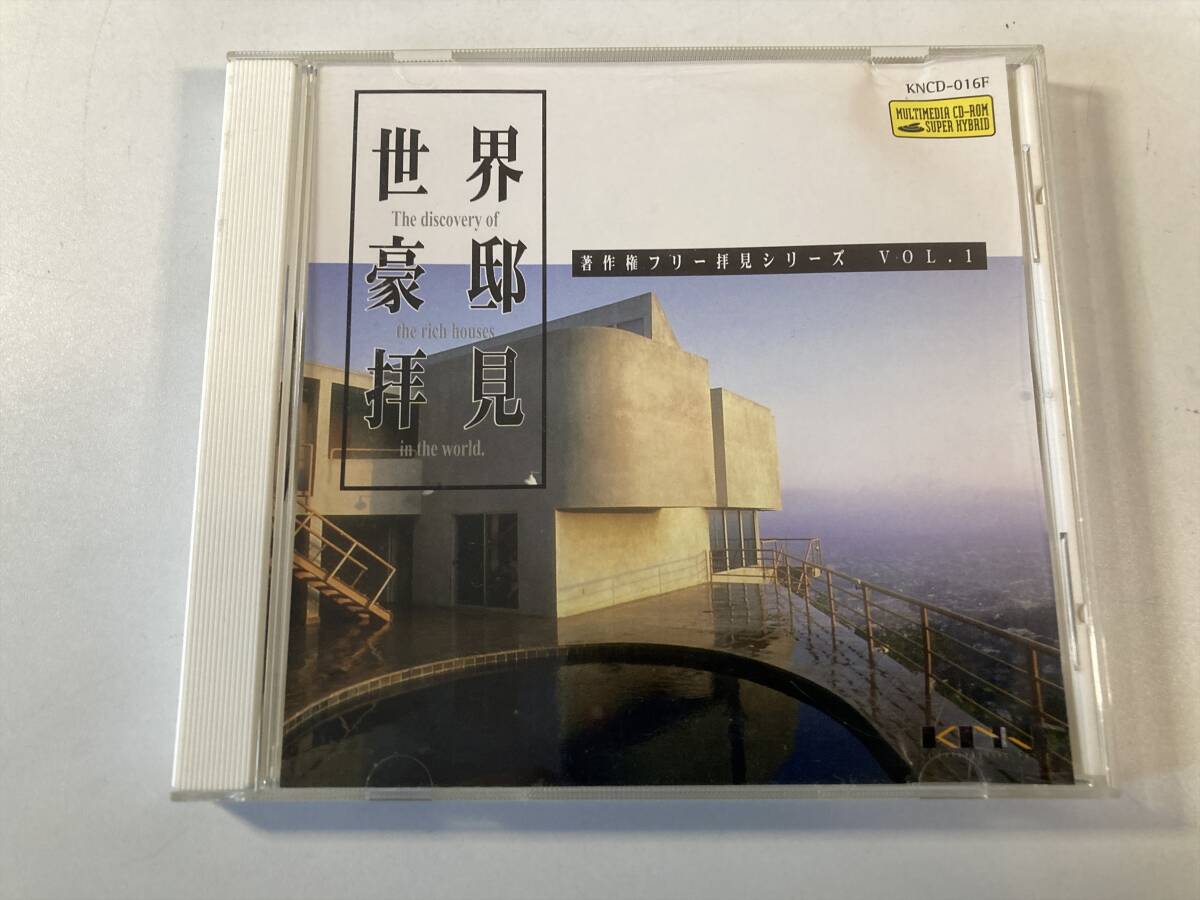 KNCD-016F
MULTIMEDIA CD-ROM
SUPER HYBRID
世界
The discovery of
豪邸
the rich houses
拝見
in the world.
著作権フリー拝見シリーズ VOL.1